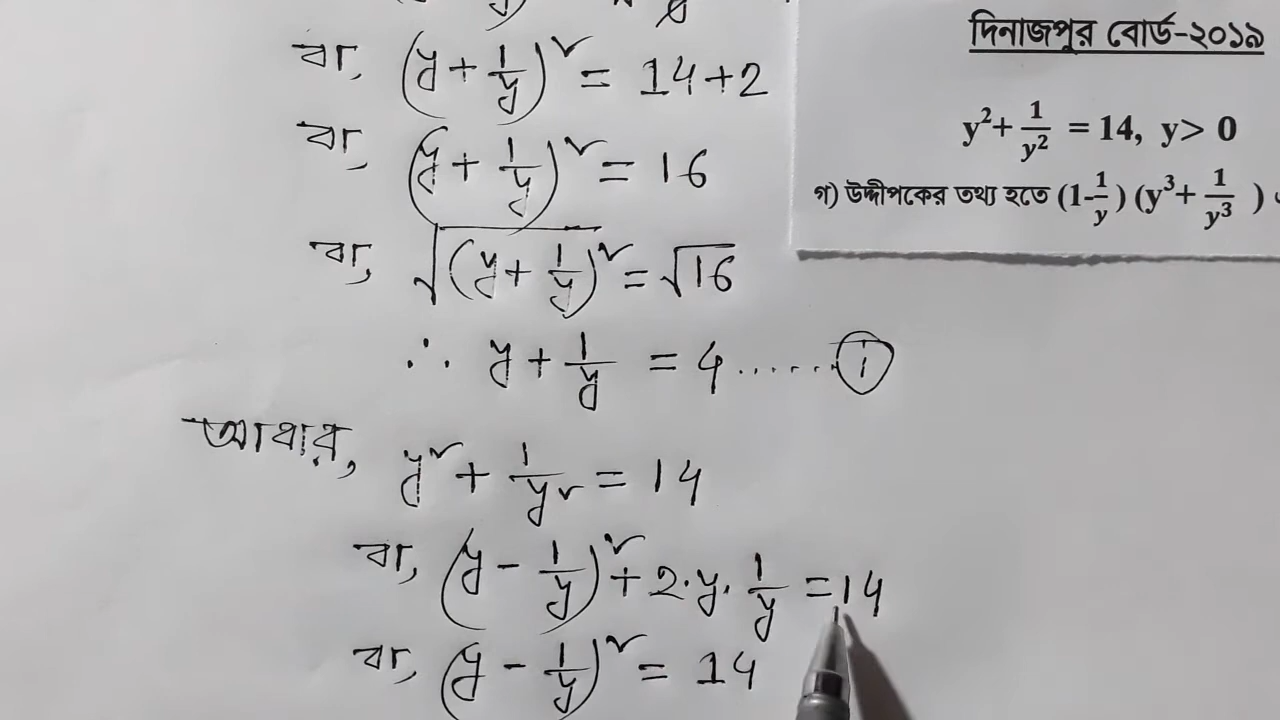 বা, (y + 1/y)² = 14+2
বা, (y + 1/y)² = 16
বা, √(y + 1/y)² = √16
∴ y + 1/y = 4 ...... ⓘ
আবার, y² + 1/y² = 14
বা, (y - 1/y)² + 2·y·1/y = 14
বা, (y - 1/y)² = 14
দিনাজপুর বোর্ড-২০১৯
y² + 1/y² = 14, y> 0
গ) উদ্দীপকের তথ্য হতে (1-1/y) (y³+ 1/y³ )